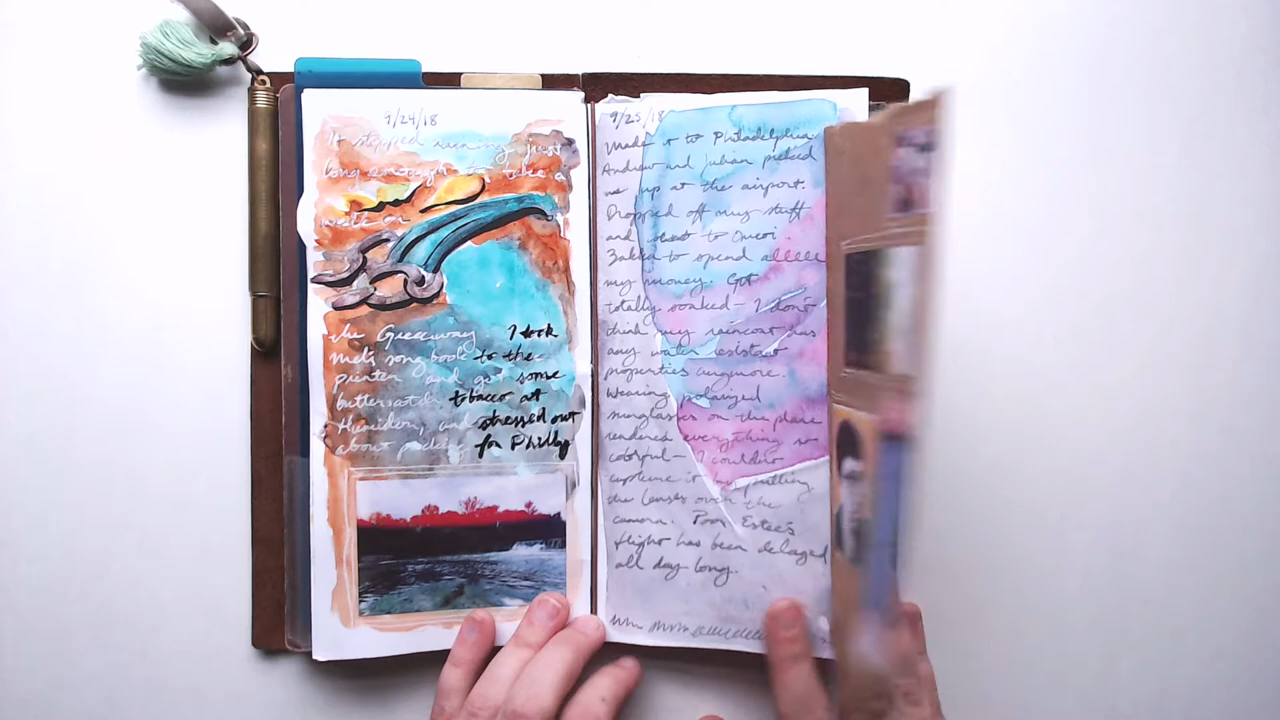 9/24/18
It stopped raining just
long enough to take a
walk on
the Greenway. I took
Mel's songbook to the
printer and got some
butterscotch tobacco at
Humidor, and stressed out
about packing for Philly
9/25/18
Made it to Philadelphia.
Andrew and Julian picked
me up at the airport.
Dropped off my stuff
and went to Omoi
Zakka to spend allllll
my money. Got
totally soaked - I don't
think my raincoat has
any water resistant
properties anymore.
Wearing polarized
sunglasses on the plane
rendered everything so
colorful - I couldn't
capture it by putting
the lenses over the
camera. Poor Estee's
flight has been delayed
all day long.